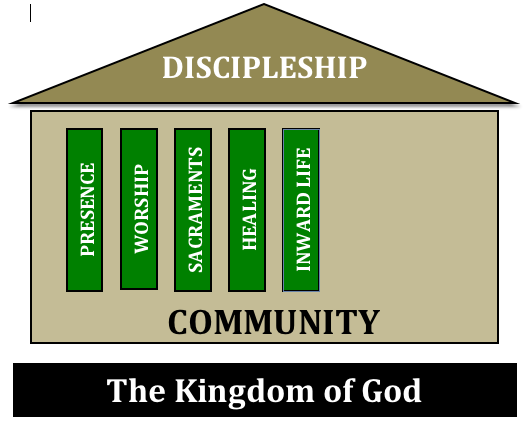 DISCIPLESHIP
PRESENCE
WORSHIP
SACRAMENTS
HEALING
INWARD LIFE
COMMUNITY
The Kingdom of God